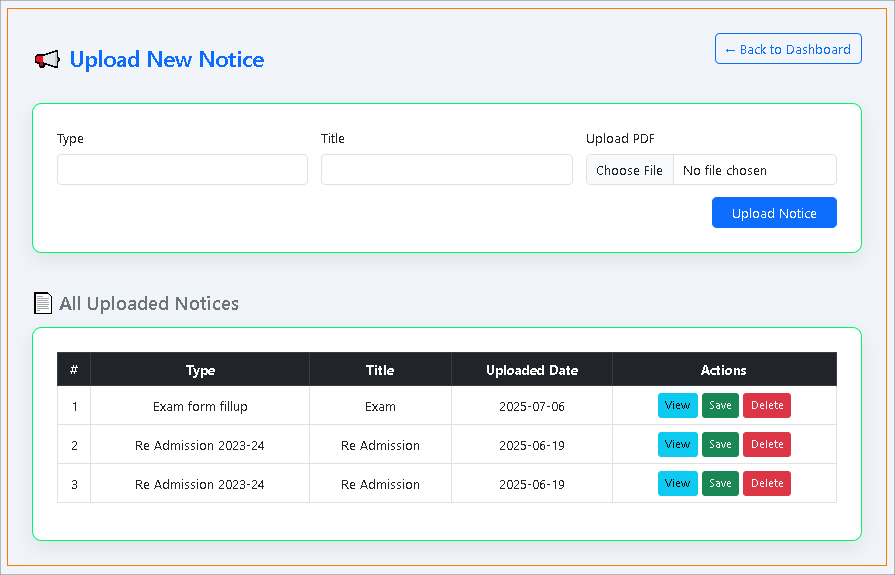 Upload New Notice
← Back to Dashboard
Type Title Upload PDF
Choose File No file chosen
Upload Notice
All Uploaded Notices
# Type Title Uploaded Date Actions
1 Exam form fillup Exam 2025-07-06 View Save Delete
2 Re Admission 2023-24 Re Admission 2025-06-19 View Save Delete
3 Re Admission 2023-24 Re Admission 2025-06-19 View Save Delete